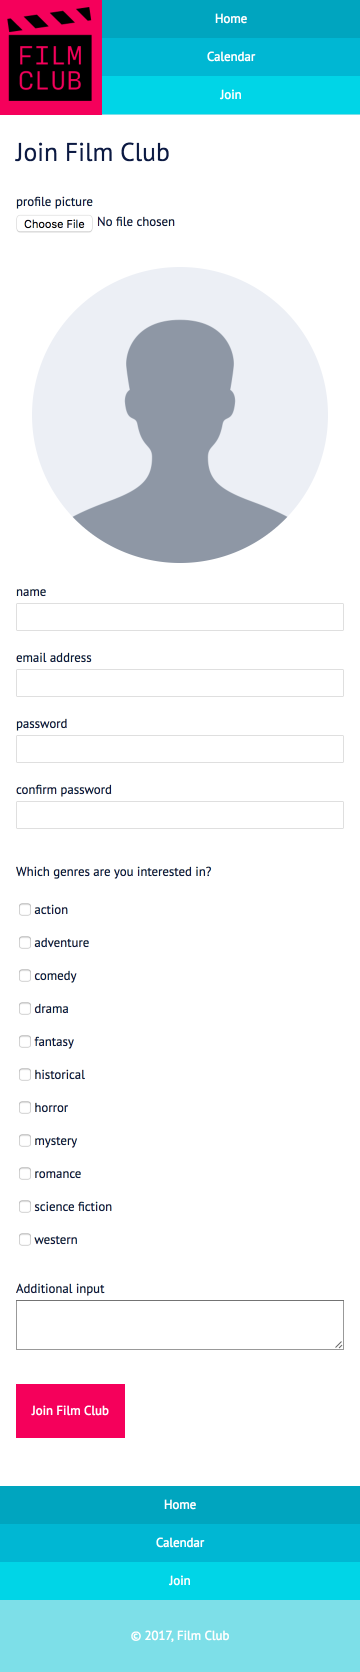 FILM
CLUB
Home
Calendar
Join
Join Film Club
profile picture
Choose File No file chosen
name
email address
password
confirm password
Which genres are you interested in?
action
adventure
comedy
drama
fantasy
historical
horror
mystery
romance
science fiction
western
Additional input
Join Film Club
Home
Calendar
Join
© 2017, Film Club